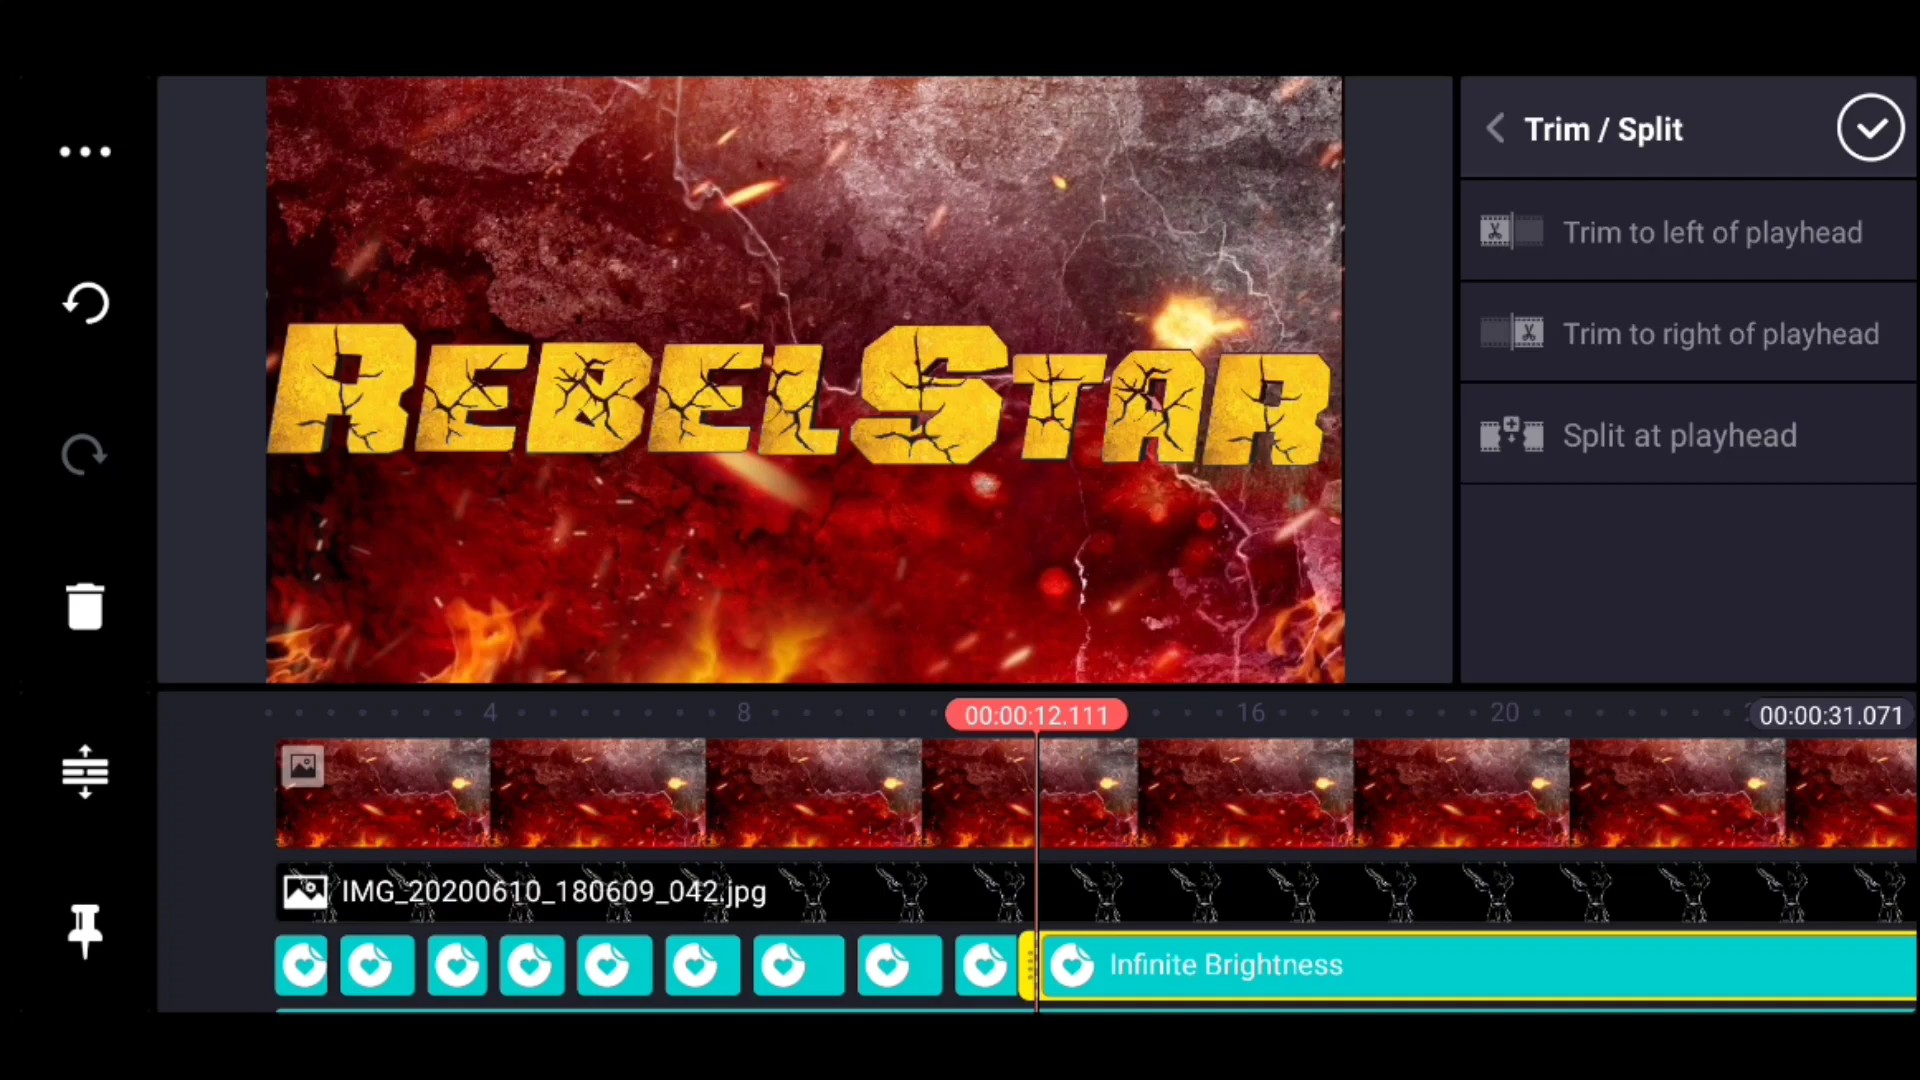 Trim / Split
Trim to left of playhead
Trim to right of playhead
Split at playhead
REBELSTAR
4
8
00:00:12.111
16
20
00:00:31.071
IMG_20200610_180609_042.jpg
Infinite Brightness